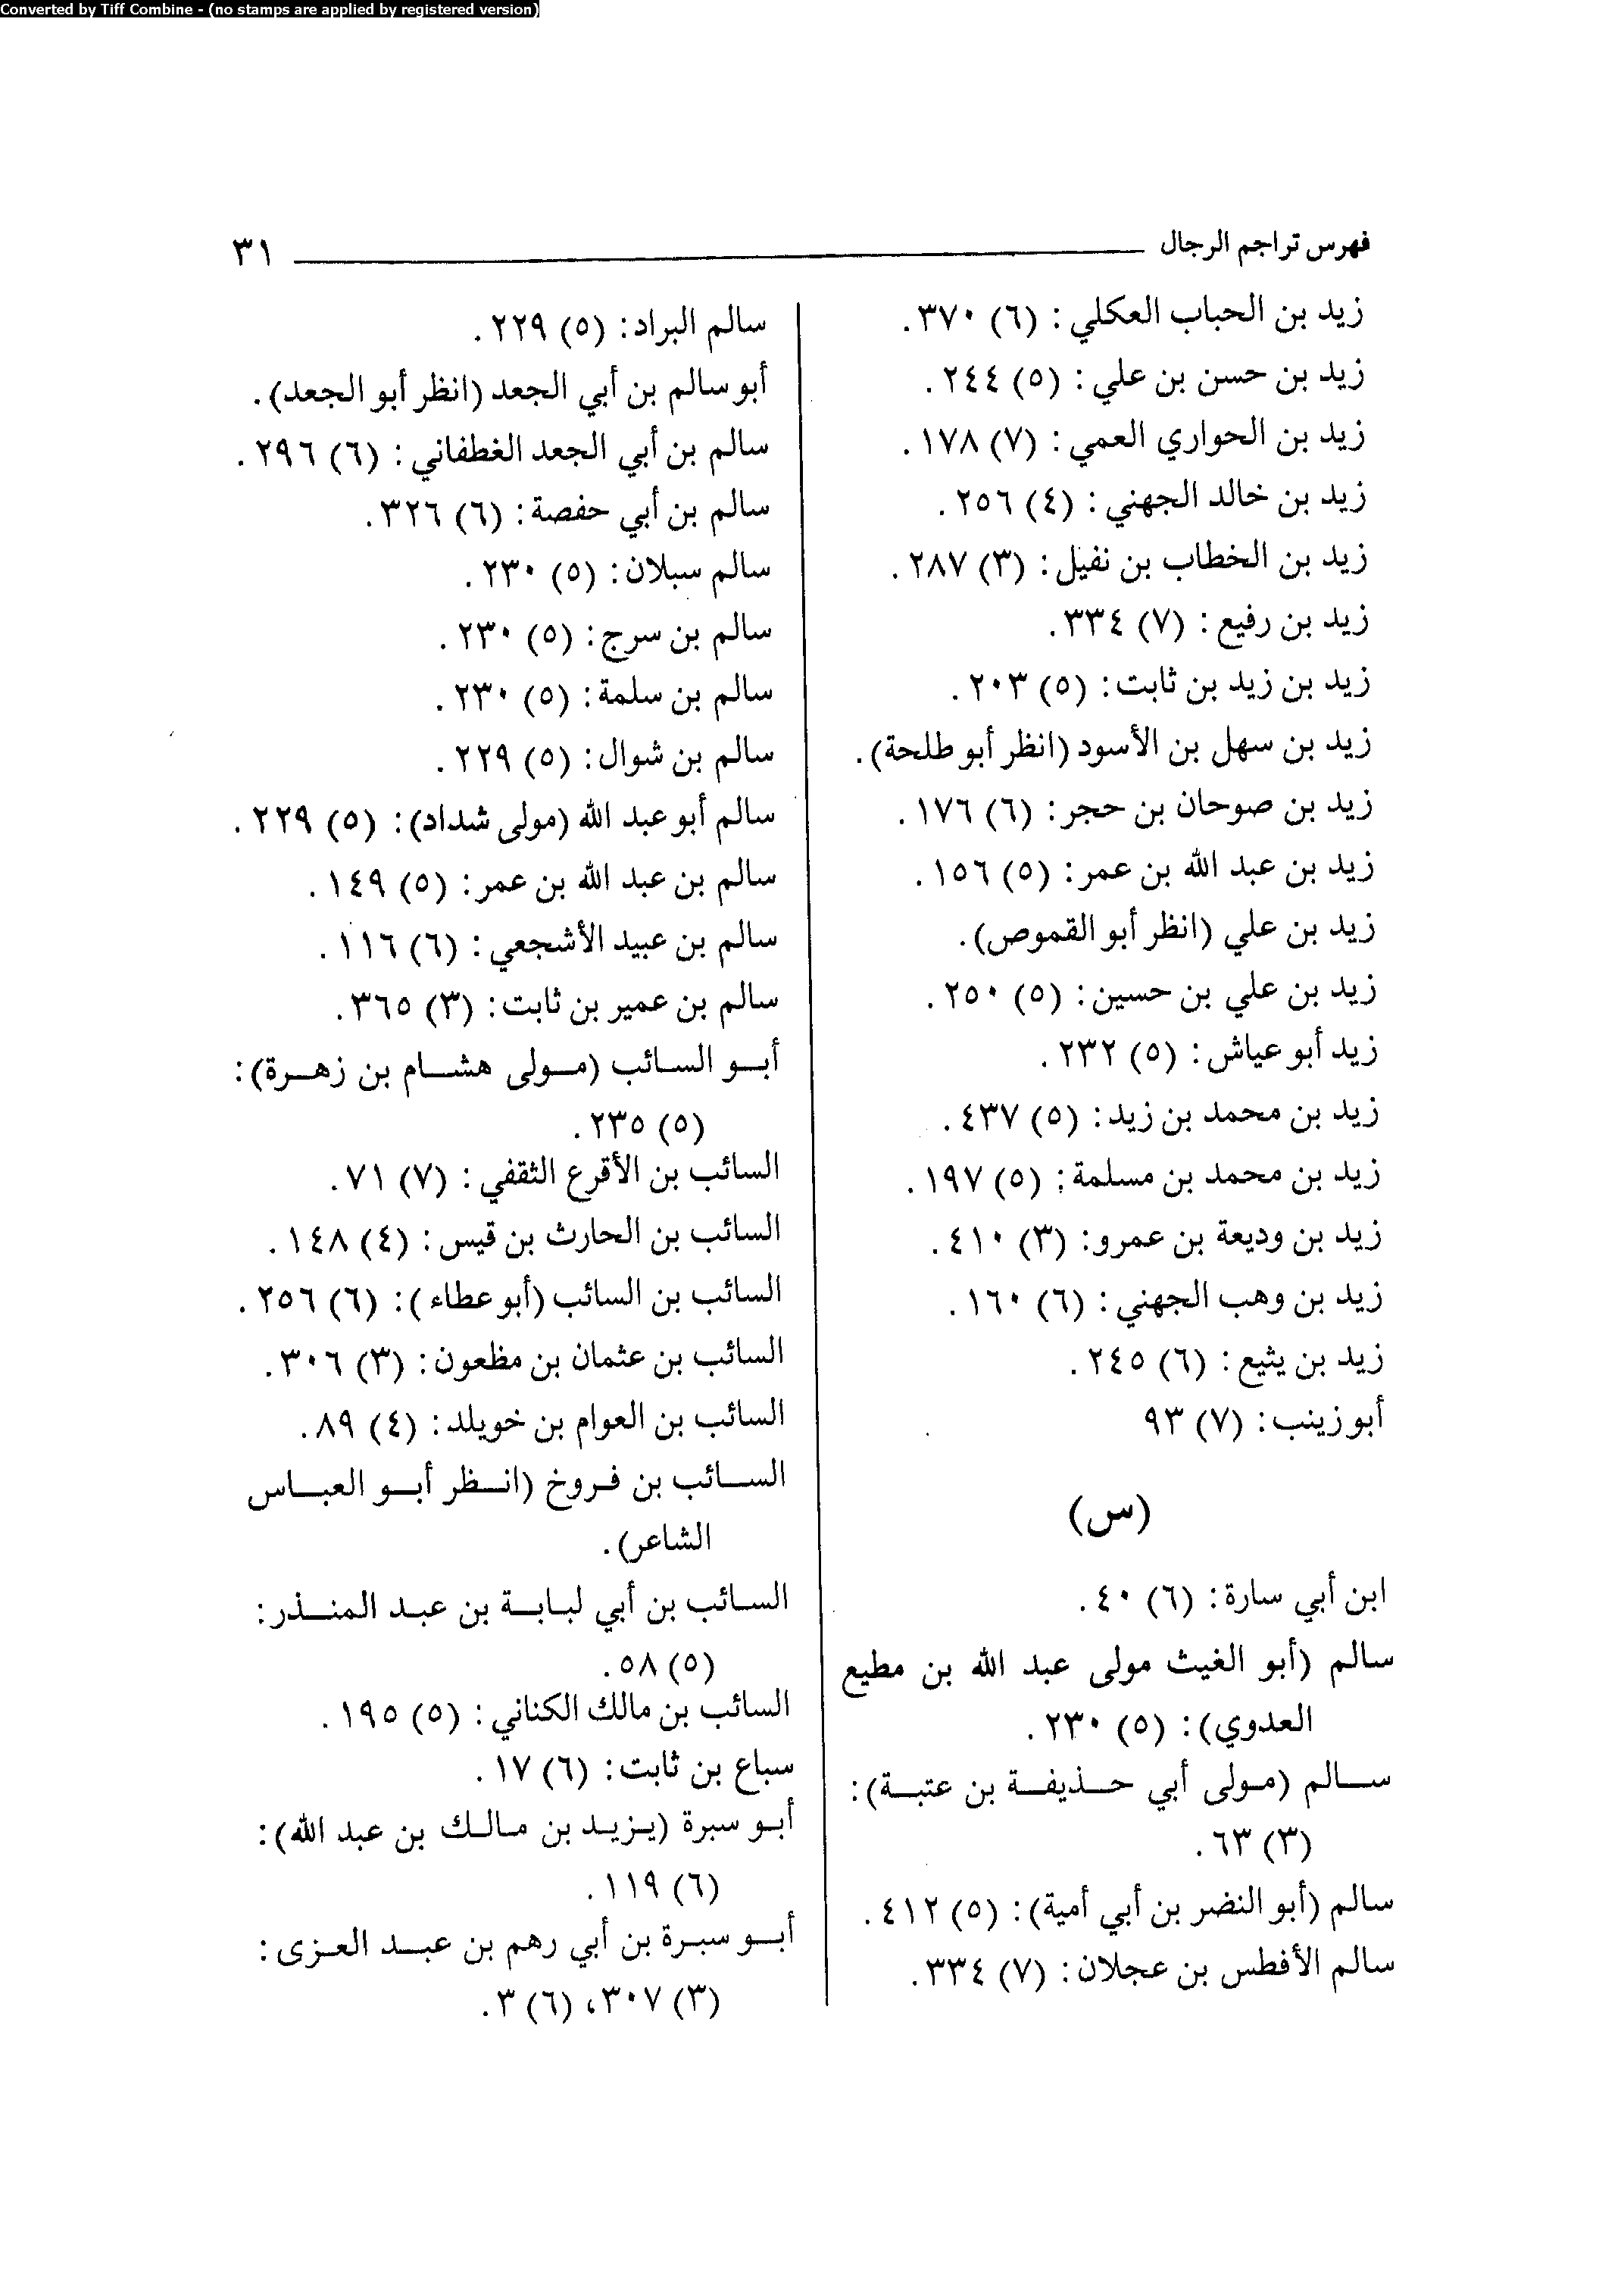 Converted by Tiff Combine - (no stamps are applied by registered version)
فهرس تراجم الرجال ٣١
زيد بن الحباب العكلي: (٦) ٣٧٠.
زيد بن حسن بن علي: (٥) ٢٤٤.
زيد بن الحواري العمي: (٧) ١٧٨.
زيد بن خالد الجهني: (٤) ٢٥٦.
زيد بن الخطاب بن نفيل: (٣) ٢٨٧.
زيد بن رفيع: (٧) ٣٣٤.
زيد بن زيد بن ثابت: (٥) ٢٠٣.
زيد بن سهل بن الأسود (انظر أبو طلحة).
زيد بن صوحان بن حجر: (٦) ١٧٦.
زيد بن عبد الله بن عمر: (٥) ١٥٦.
زيد بن علي (انظر أبو القموص).
زيد بن علي بن حسين: (٥) ٢٥٠.
زيد أبو عياش: (٥) ٢٣٢.
زيد بن محمد بن زيد: (٥) ٤٣٧.
زيد بن محمد بن مسلمة: (٥) ١٩٧.
زيد بن وديعة بن عمرو: (٣) ٤١٠.
زيد بن وهب الجهني: (٦) ١٦٠.
زيد بن يثيع: (٦) ٢٤٥.
أبو زينب: (٧) ٩٣
(س)
ابن أبي سارة: (٦) ٤٠.
سالم (أبو الغيث مولى عبد الله بن مطيع
العدوي): (٥) ٢٣٠.
سالم (مولى أبي حذيفة بن عتبة):
(٣) ٦٣.
سالم (أبو النضر بن أبي أمية): (٥) ٤١٢.
سالم الأفطس بن عجلان: (٧) ٣٣٤.
سالم البراد: (٥) ٢٢٩.
أبو سالم بن أبي الجعد (انظر أبو الجعد).
سالم بن أبي الجعد الغطفاني: (٦) ٢٩٦.
سالم بن أبي حفصة: (٦) ٣٢٦.
سالم سبلان: (٥) ٢٣٠.
سالم بن سرج: (٥) ٢٣٠.
سالم بن سلمة: (٥) ٢٣٠.
سالم بن شوال: (٥) ٢٢٩.
سالم أبو عبد الله (مولى شداد): (٥) ٢٢٩.
سالم بن عبد الله بن عمر: (٥) ١٤٩.
سالم بن عبيد الأشجعي: (٦) ١١٦.
سالم بن عمير بن ثابت: (٣) ٣٦٥.
أبو السائب (مولى هشام بن زهرة):
(٥) ٢٣٥.
السائب بن الأقرع الثقفي: (٧) ٧١.
السائب بن الحارث بن قيس: (٤) ١٤٨.
السائب بن السائب (أبو عطاء): (٦) ٢٥٦.
السائب بن عثمان بن مظعون: (٣) ٣٠٦.
السائب بن العوام بن خويلد: (٤) ٨٩.
السائب بن فروخ (انظر أبو العباس
الشاعر).
السائب بن أبي لبابة بن عبد المنذر:
(٥) ٥٨.
السائب بن مالك الكناني: (٥) ١٩٥.
سباع بن ثابت: (٦) ١٧.
أبو سبرة (يزيد بن مالك بن عبد الله):
(٦) ١١٩.
أبو سبرة بن أبي رهم بن عبد العزى:
(٣) ٣٠٧، (٦) ٣.